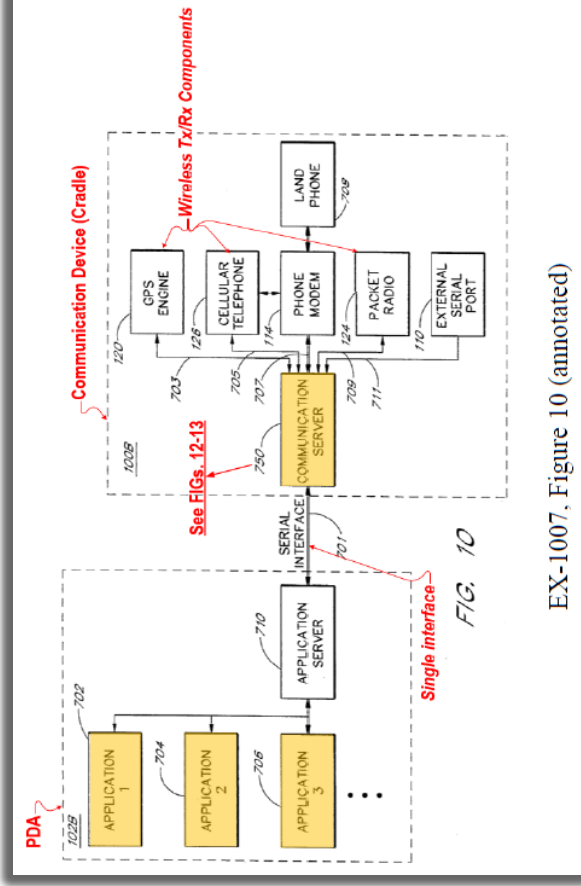 Communication Device (Cradle)
PDA
102B
702
APPLICATION
1
704
APPLICATION
2
706
APPLICATION
3
710
APPLICATION
SERVER
SERIAL
INTERFACE
701
Single interface
See FIGs. 12-13
100B
750
COMMUNICATION
SERVER
703
705
707
709
711
120
GPS
ENGINE
126
CELLULAR
TELEPHONE
Wireless Tx/Rx Components
114
PHONE
MODEM
LAND
PHONE
708
124
PACKET
RADIO
110
EXTERNAL
SERIAL
PORT
FIG. 10
EX-1007, Figure 10 (annotated)